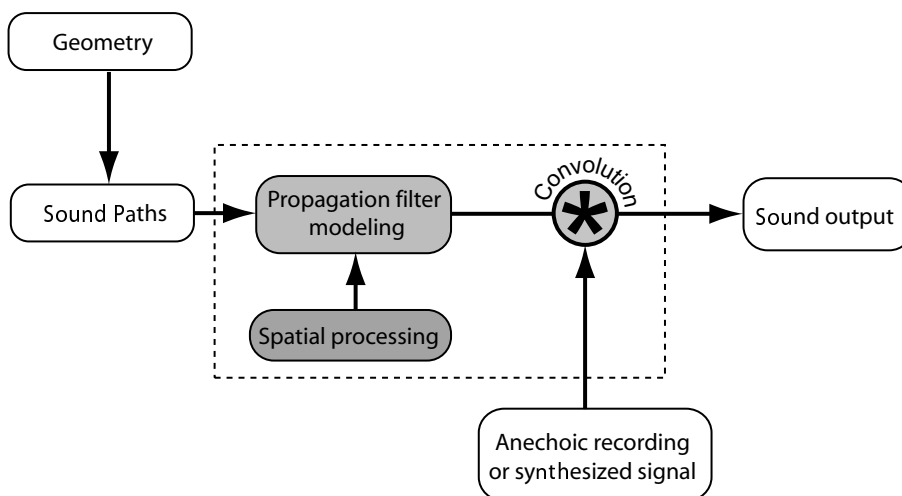 Geometry
Sound Paths
Propagation filter
modeling
Spatial processing
Convolution
*
Sound output
Anechoic recording
or synthesized signal